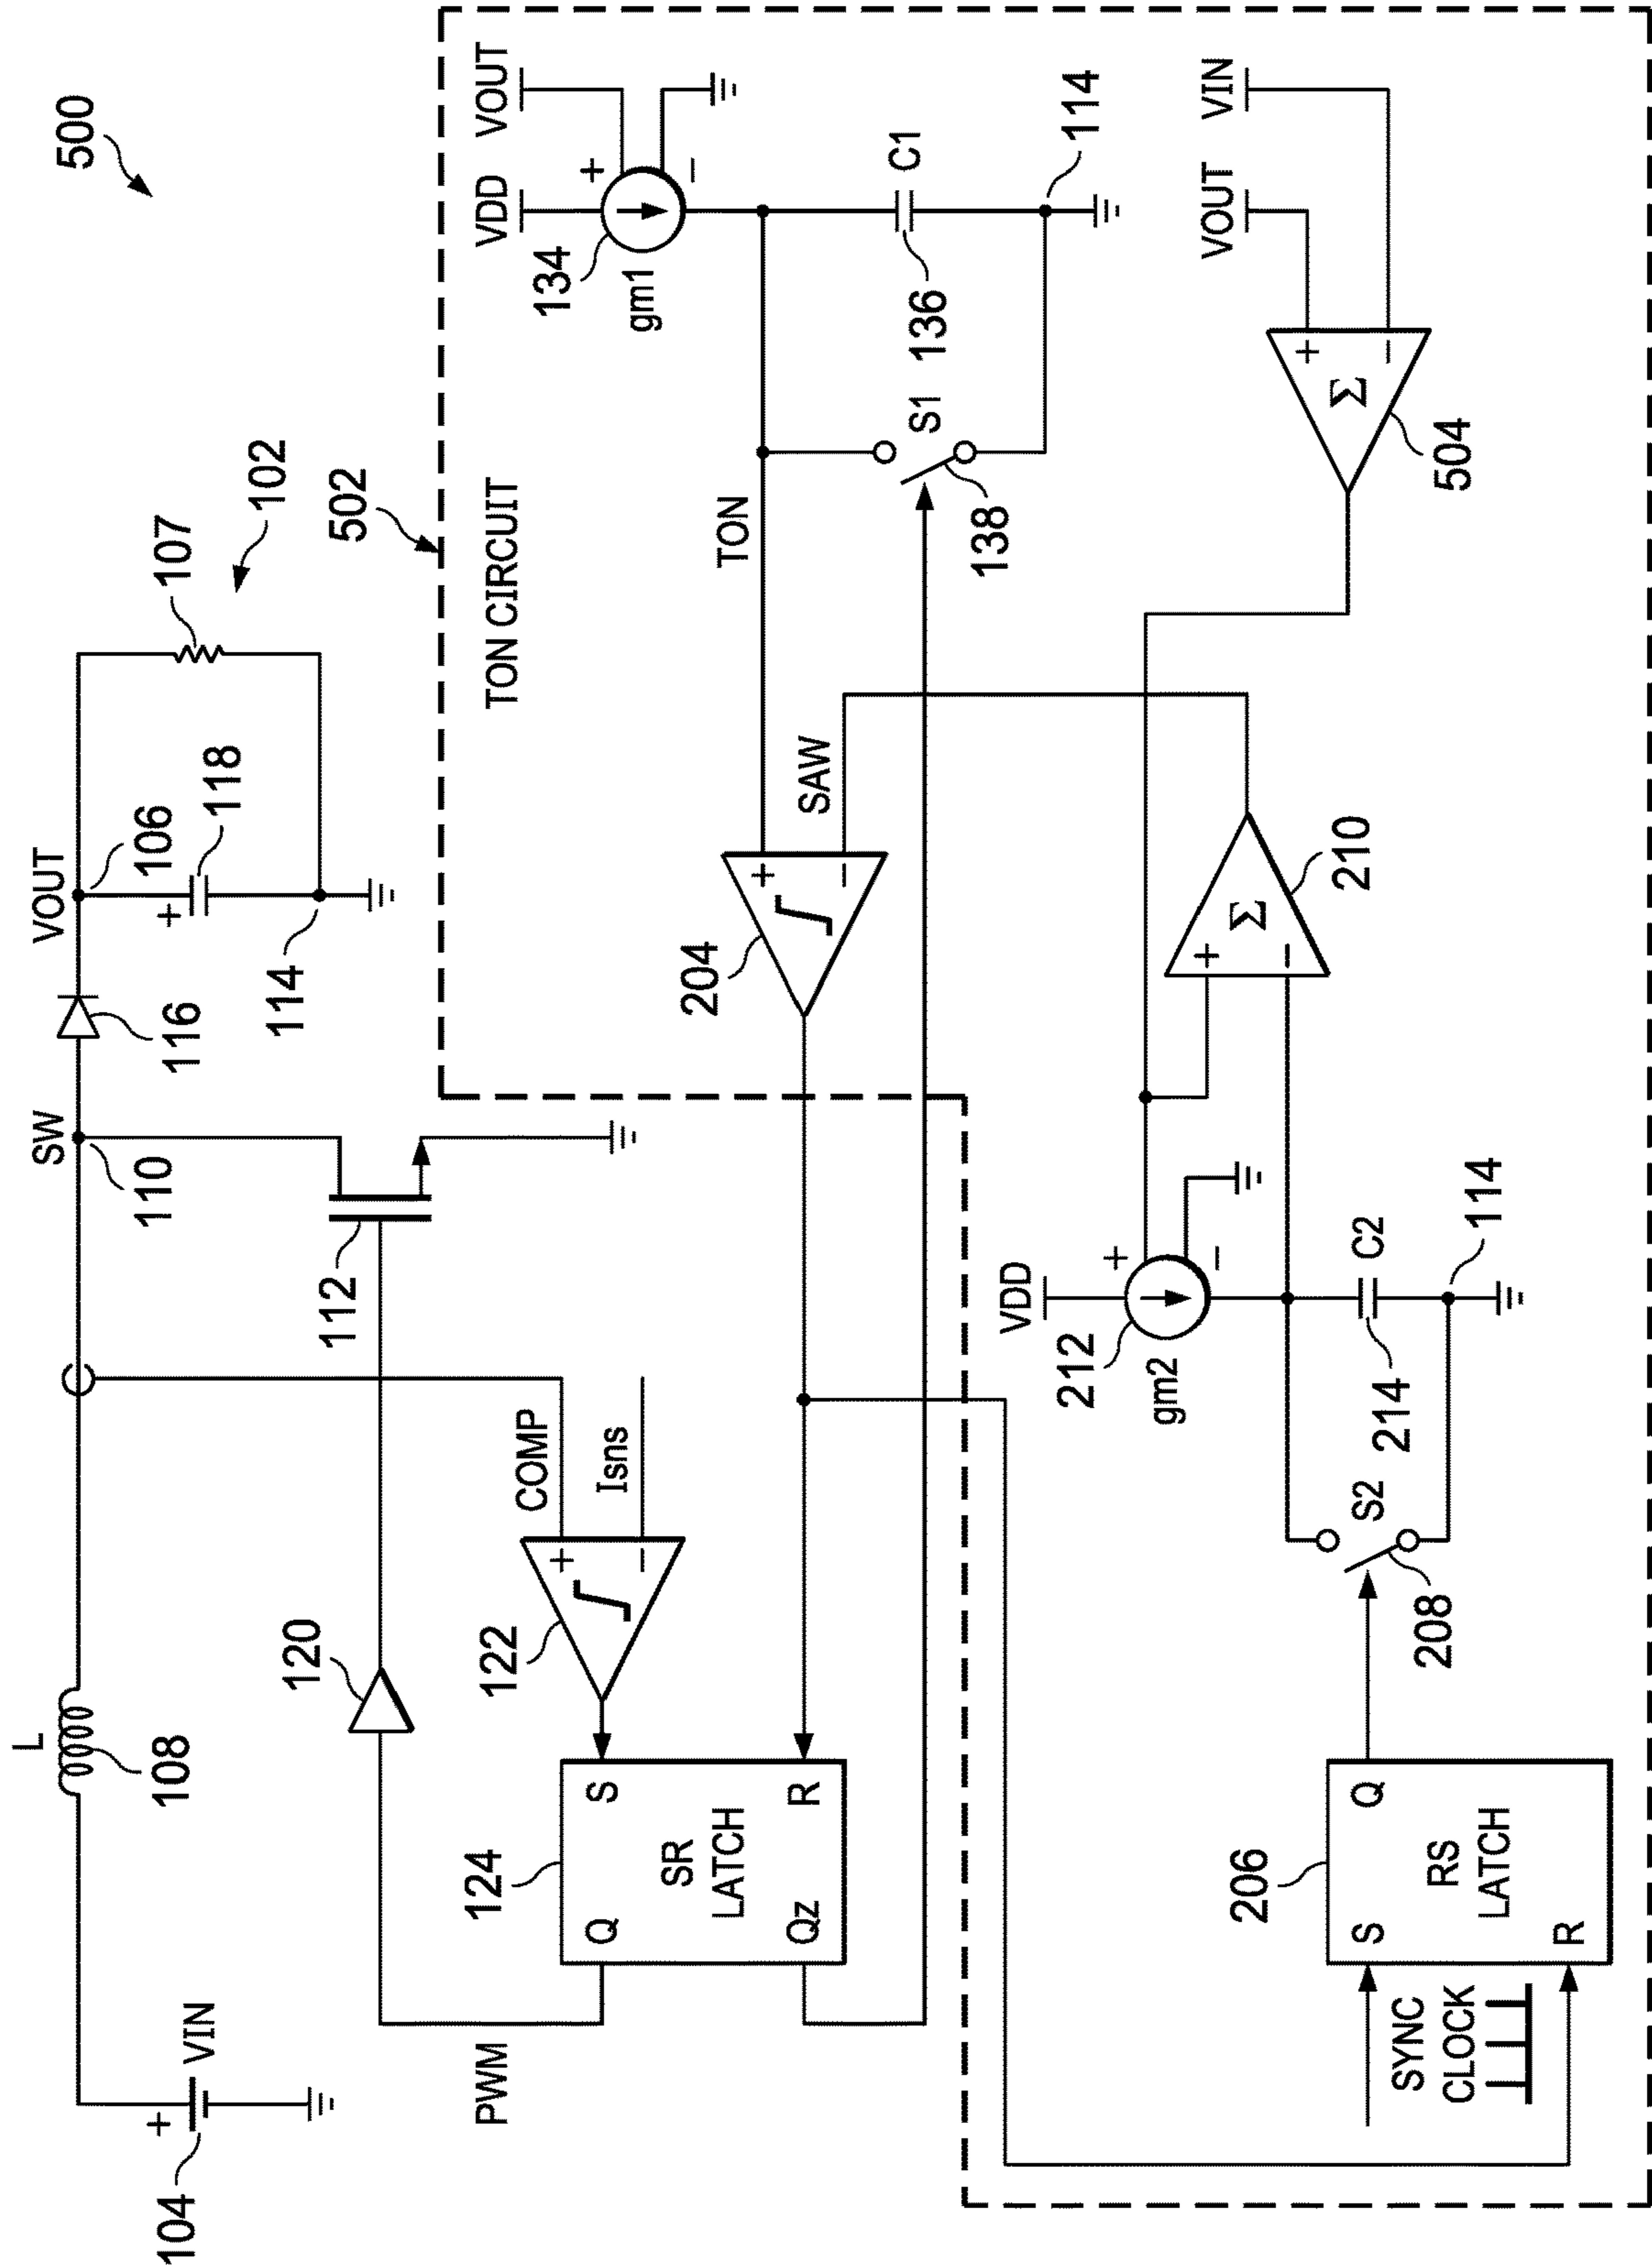 500
L
108
SW
110
VOUT
106
116
118
107
102
114
VIN
+
104
112
120
COMP
Isns
+
−
122
S
R
SR
LATCH
Q
Qz
124
PWM
502
TON CIRCUIT
VDD
VOUT
+
−
134
gm1
TON
C1
136
S1
138
114
SAW
+
−
204
VOUT
VIN
+
−
Σ
504
+
−
Σ
210
VDD
+
−
212
gm2
C2
214
114
S2
208
206
S
Q
RS
LATCH
R
SYNC
CLOCK
+